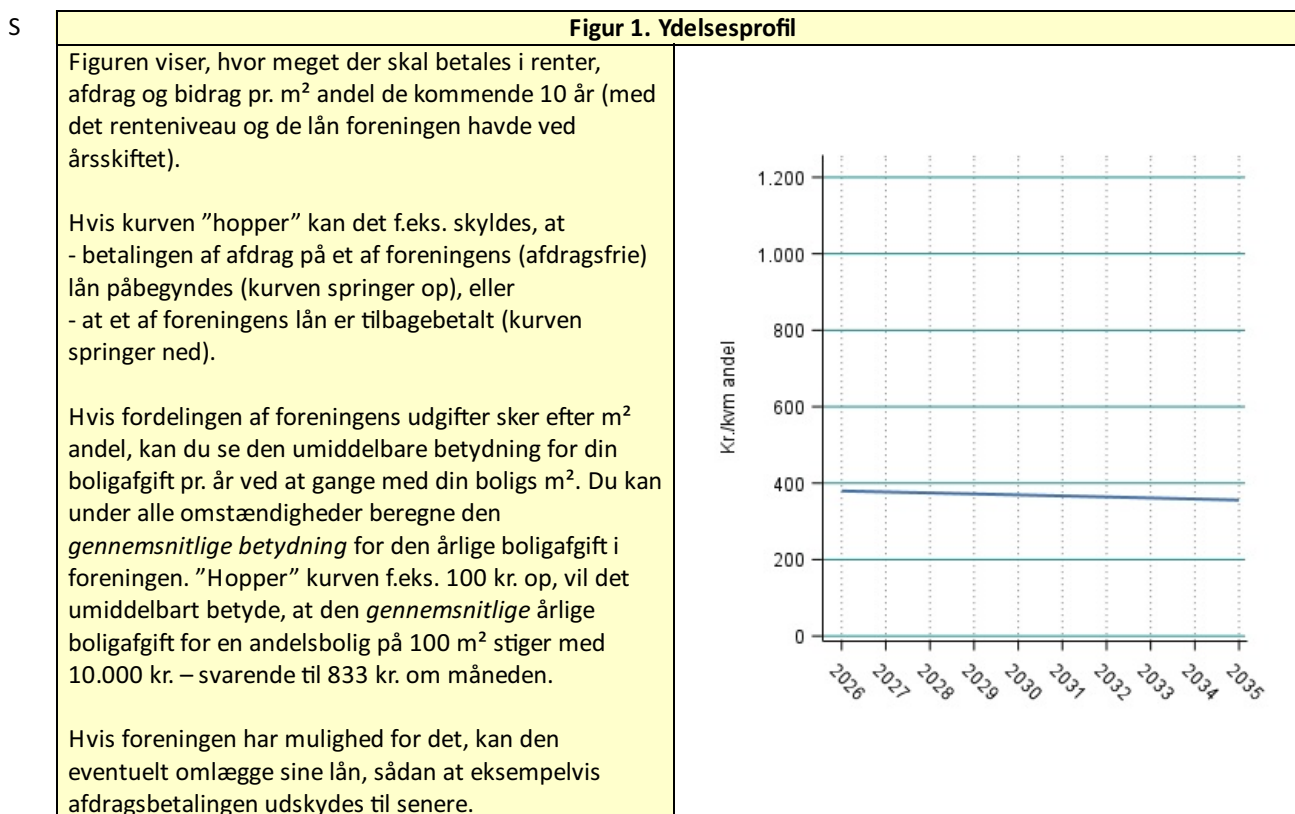 S
Figur 1. Ydelsesprofil
Figuren viser, hvor meget der skal betales i renter,
afdrag og bidrag pr. m² andel de kommende 10 år (med
det renteniveau og de lån foreningen havde ved
årsskiftet).
Hvis kurven ”hopper” kan det f.eks. skyldes, at
- betalingen af afdrag på et af foreningens (afdragsfrie)
lån påbegyndes (kurven springer op), eller
- at et af foreningens lån er tilbagebetalt (kurven
springer ned).
Hvis fordelingen af foreningens udgifter sker efter m²
andel, kan du se den umiddelbare betydning for din
boligafgift pr. år ved at gange med din boligs m². Du kan
under alle omstændigheder beregne den
gennemsnitlige betydning for den årlige boligafgift i
foreningen. ”Hopper” kurven f.eks. 100 kr. op, vil det
umiddelbart betyde, at den gennemsnitlige årlige
boligafgift for en andelsbolig på 100 m² stiger med
10.000 kr. – svarende til 833 kr. om måneden.
Hvis foreningen har mulighed for det, kan den
eventuelt omlægge sine lån, sådan at eksempelvis
afdragsbetalingen udskydes til senere.
Kr./kvm andel
1.200
1.000
800
600
400
200
0
2026 2027 2028 2029 2030 2031 2032 2033 2034 2035